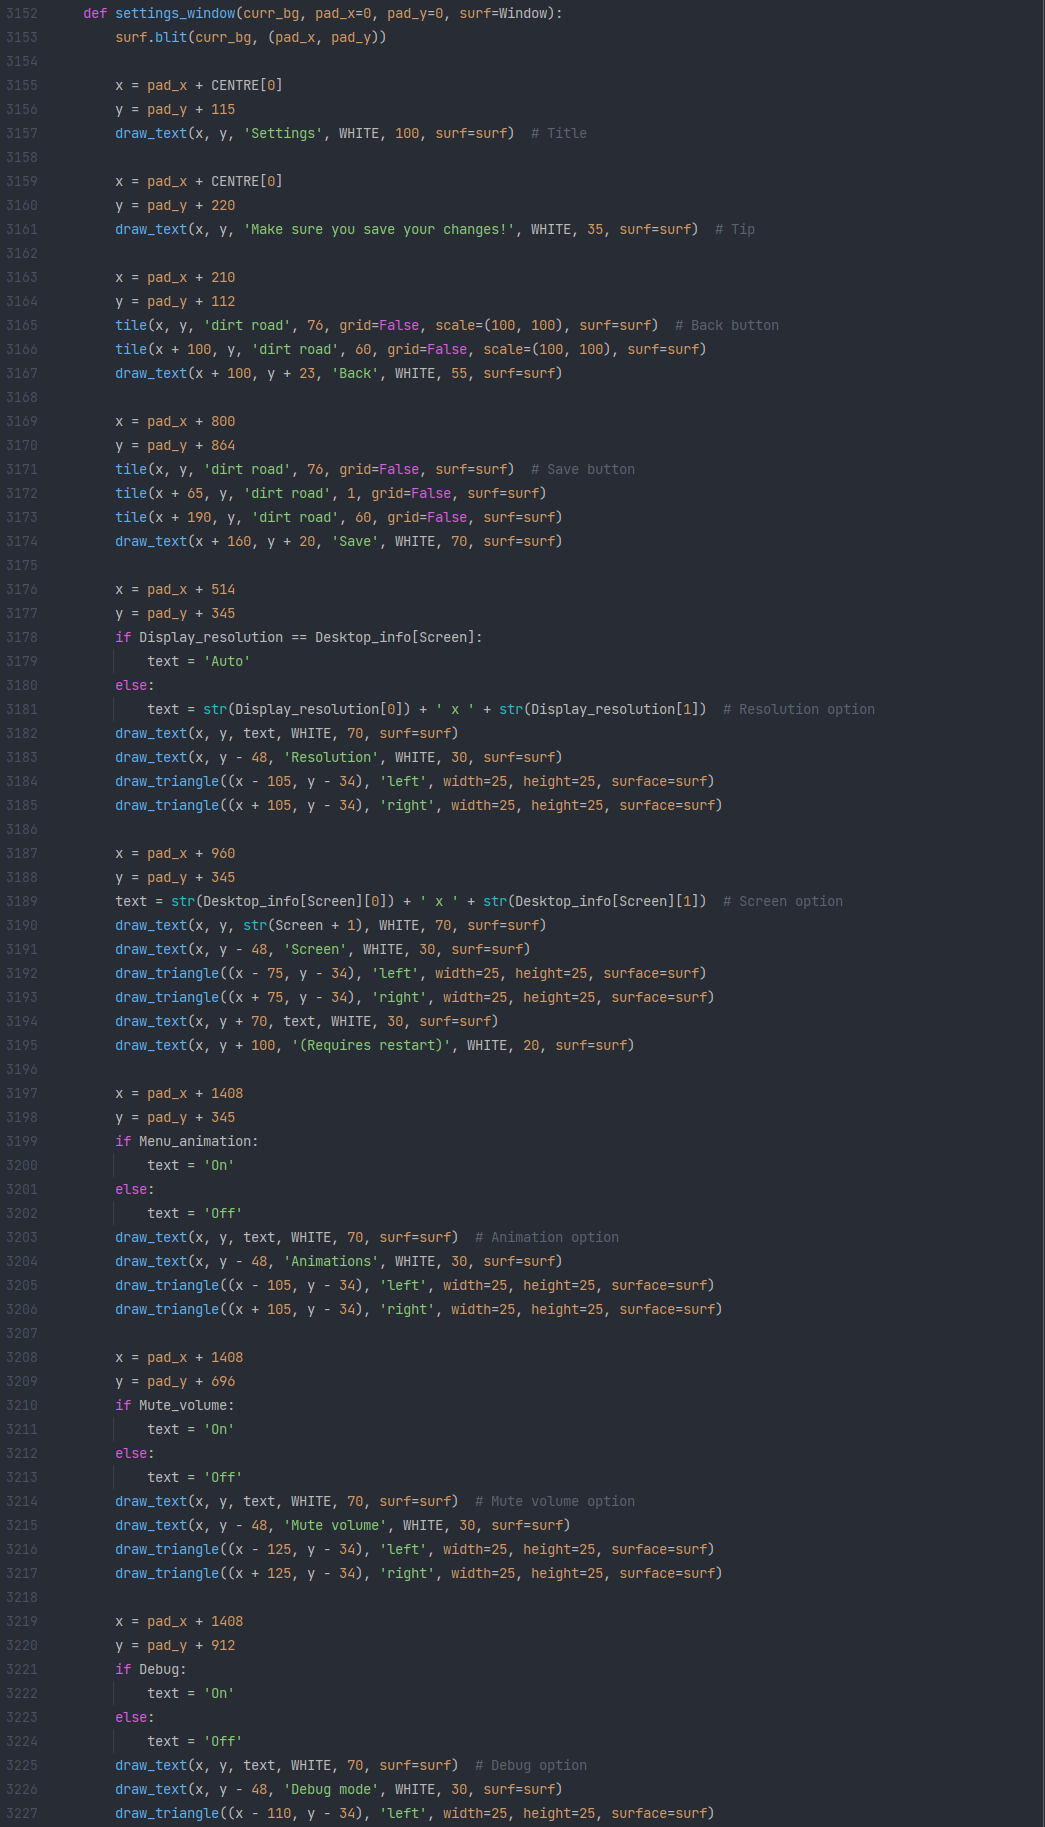 3152 def settings_window(curr_bg, pad_x=0, pad_y=0, surf=Window):
3153 surf.blit(curr_bg, (pad_x, pad_y))
3154
3155 x = pad_x + CENTRE[0]
3156 y = pad_y + 115
3157 draw_text(x, y, 'Settings', WHITE, 100, surf=surf)  # Title
3158
3159 x = pad_x + CENTRE[0]
3160 y = pad_y + 220
3161 draw_text(x, y, 'Make sure you save your changes!', WHITE, 35, surf=surf)  # Tip
3162
3163 x = pad_x + 210
3164 y = pad_y + 112
3165 tile(x, y, 'dirt road', 76, grid=False, scale=(100, 100), surf=surf)  # Back button
3166 tile(x + 100, y, 'dirt road', 60, grid=False, scale=(100, 100), surf=surf)
3167 draw_text(x + 100, y + 23, 'Back', WHITE, 55, surf=surf)
3168
3169 x = pad_x + 800
3170 y = pad_y + 864
3171 tile(x, y, 'dirt road', 76, grid=False, surf=surf)  # Save button
3172 tile(x + 65, y, 'dirt road', 1, grid=False, surf=surf)
3173 tile(x + 190, y, 'dirt road', 60, grid=False, surf=surf)
3174 draw_text(x + 160, y + 20, 'Save', WHITE, 70, surf=surf)
3175
3176 x = pad_x + 514
3177 y = pad_y + 345
3178 if Display_resolution == Desktop_info[Screen]:
3179 text = 'Auto'
3180 else:
3181 text = str(Display_resolution[0]) + ' x ' + str(Display_resolution[1])  # Resolution option
3182 draw_text(x, y, text, WHITE, 70, surf=surf)
3183 draw_text(x, y - 48, 'Resolution', WHITE, 30, surf=surf)
3184 draw_triangle((x - 105, y - 34), 'left', width=25, height=25, surface=surf)
3185 draw_triangle((x + 105, y - 34), 'right', width=25, height=25, surface=surf)
3186
3187 x = pad_x + 960
3188 y = pad_y + 345
3189 text = str(Desktop_info[Screen][0]) + ' x ' + str(Desktop_info[Screen][1])  # Screen option
3190 draw_text(x, y, str(Screen + 1), WHITE, 70, surf=surf)
3191 draw_text(x, y - 48, 'Screen', WHITE, 30, surf=surf)
3192 draw_triangle((x - 75, y - 34), 'left', width=25, height=25, surface=surf)
3193 draw_triangle((x + 75, y - 34), 'right', width=25, height=25, surface=surf)
3194 draw_text(x, y + 70, text, WHITE, 30, surf=surf)
3195 draw_text(x, y + 100, '(Requires restart)', WHITE, 20, surf=surf)
3196
3197 x = pad_x + 1408
3198 y = pad_y + 345
3199 if Menu_animation:
3200 text = 'On'
3201 else:
3202 text = 'Off'
3203 draw_text(x, y, text, WHITE, 70, surf=surf)  # Animation option
3204 draw_text(x, y - 48, 'Animations', WHITE, 30, surf=surf)
3205 draw_triangle((x - 105, y - 34), 'left', width=25, height=25, surface=surf)
3206 draw_triangle((x + 105, y - 34), 'right', width=25, height=25, surface=surf)
3207
3208 x = pad_x + 1408
3209 y = pad_y + 696
3210 if Mute_volume:
3211 text = 'On'
3212 else:
3213 text = 'Off'
3214 draw_text(x, y, text, WHITE, 70, surf=surf)  # Mute volume option
3215 draw_text(x, y - 48, 'Mute volume', WHITE, 30, surf=surf)
3216 draw_triangle((x - 125, y - 34), 'left', width=25, height=25, surface=surf)
3217 draw_triangle((x + 125, y - 34), 'right', width=25, height=25, surface=surf)
3218
3219 x = pad_x + 1408
3220 y = pad_y + 912
3221 if Debug:
3222 text = 'On'
3223 else:
3224 text = 'Off'
3225 draw_text(x, y, text, WHITE, 70, surf=surf)  # Debug option
3226 draw_text(x, y - 48, 'Debug mode', WHITE, 30, surf=surf)
3227 draw_triangle((x - 110, y - 34), 'left', width=25, height=25, surface=surf)